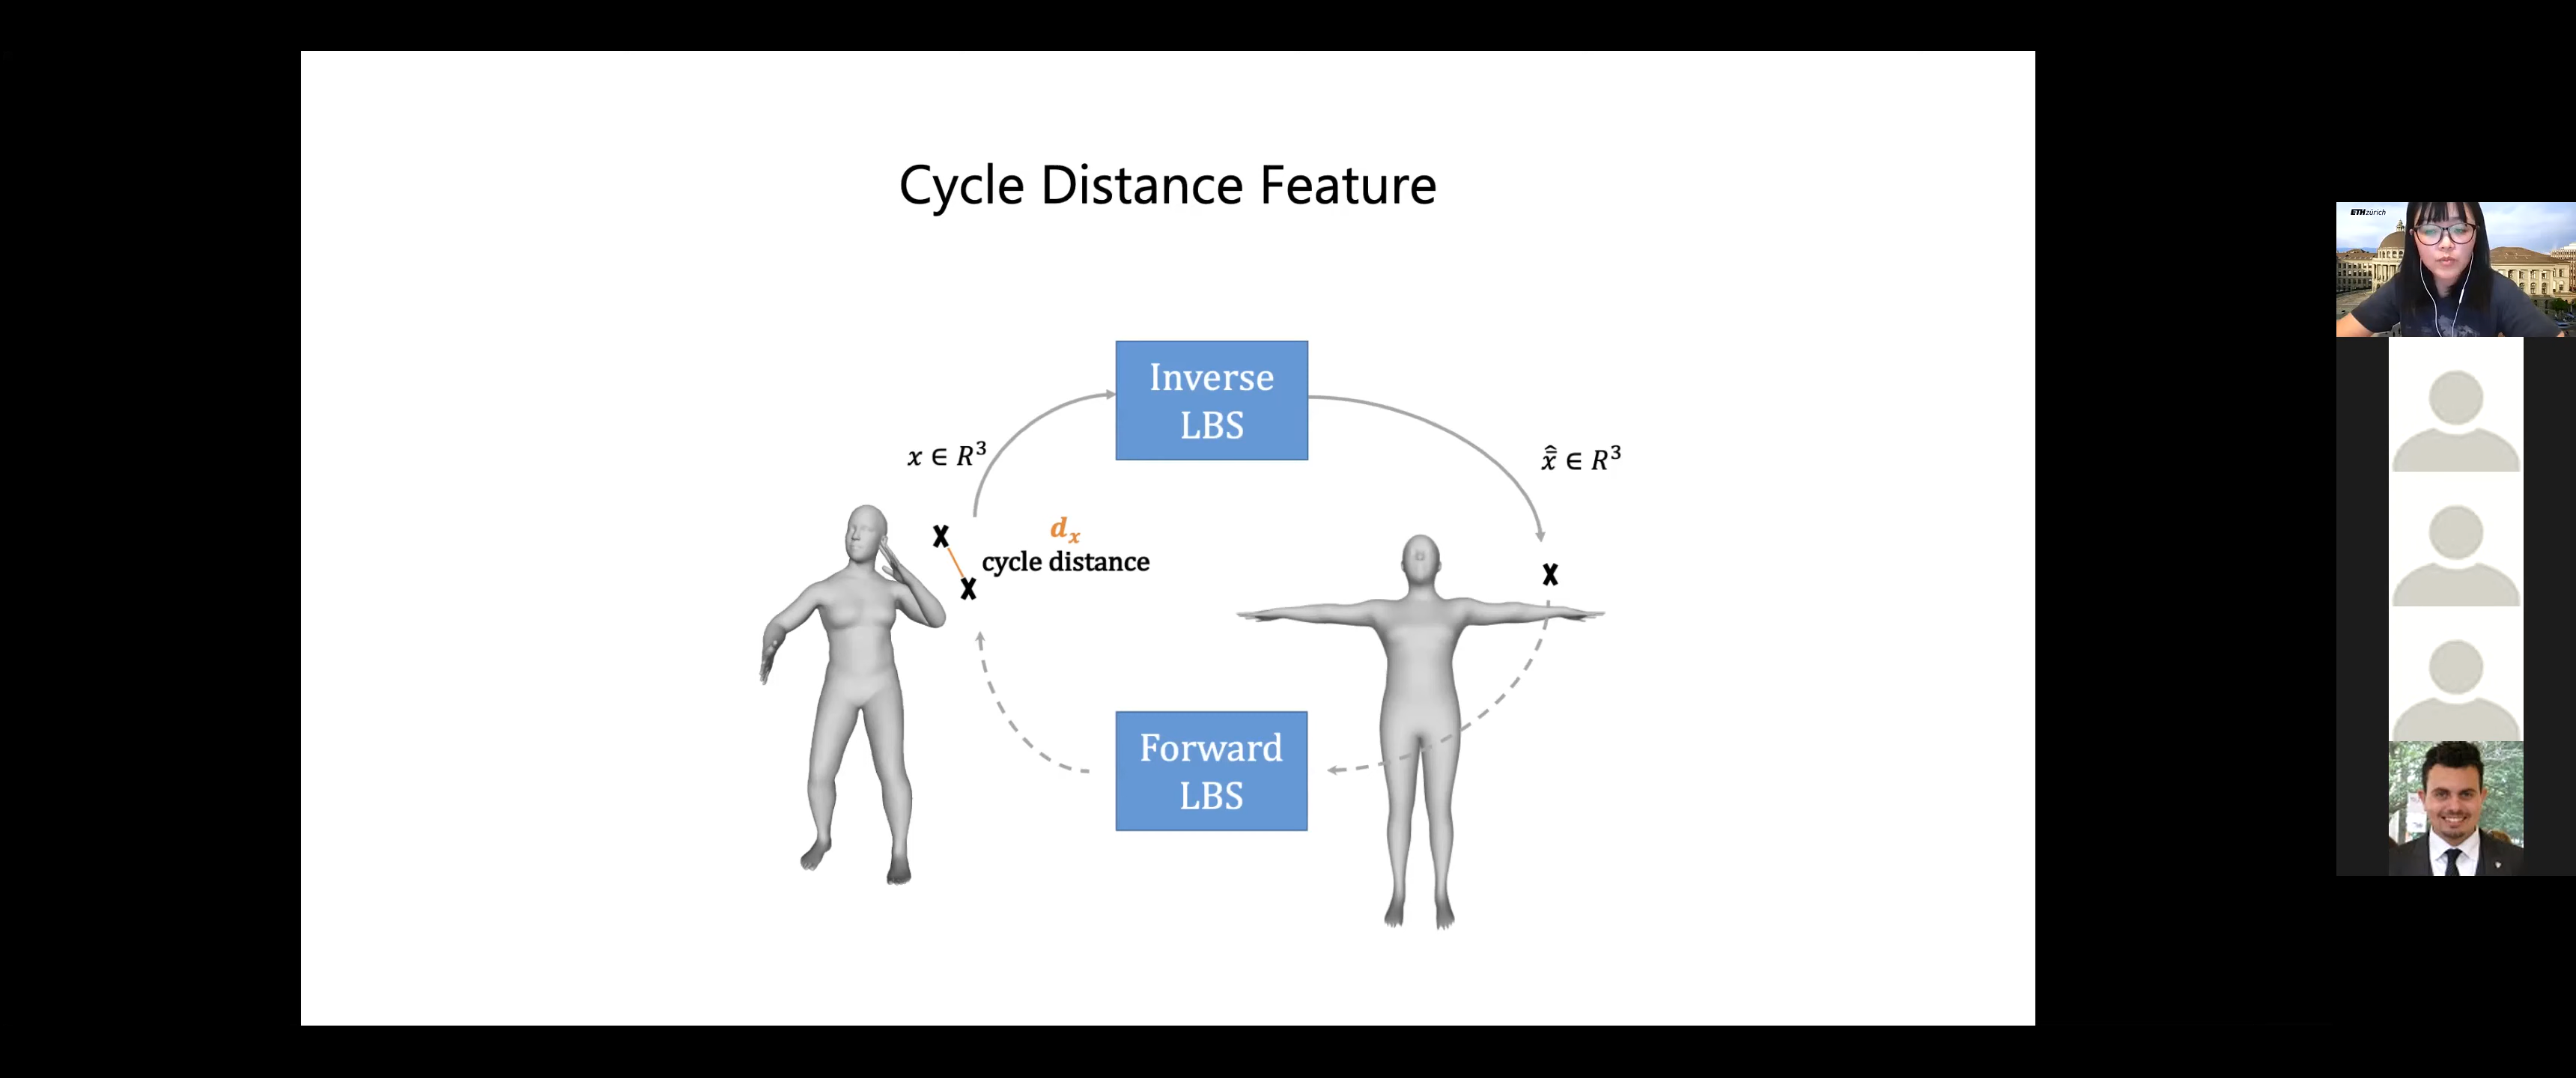 Cycle Distance Feature
ETH zürich
Inverse
LBS
x ∈ R³
x̄̂ ∈ R³
dₓ
cycle distance
X
X
X
Forward
LBS